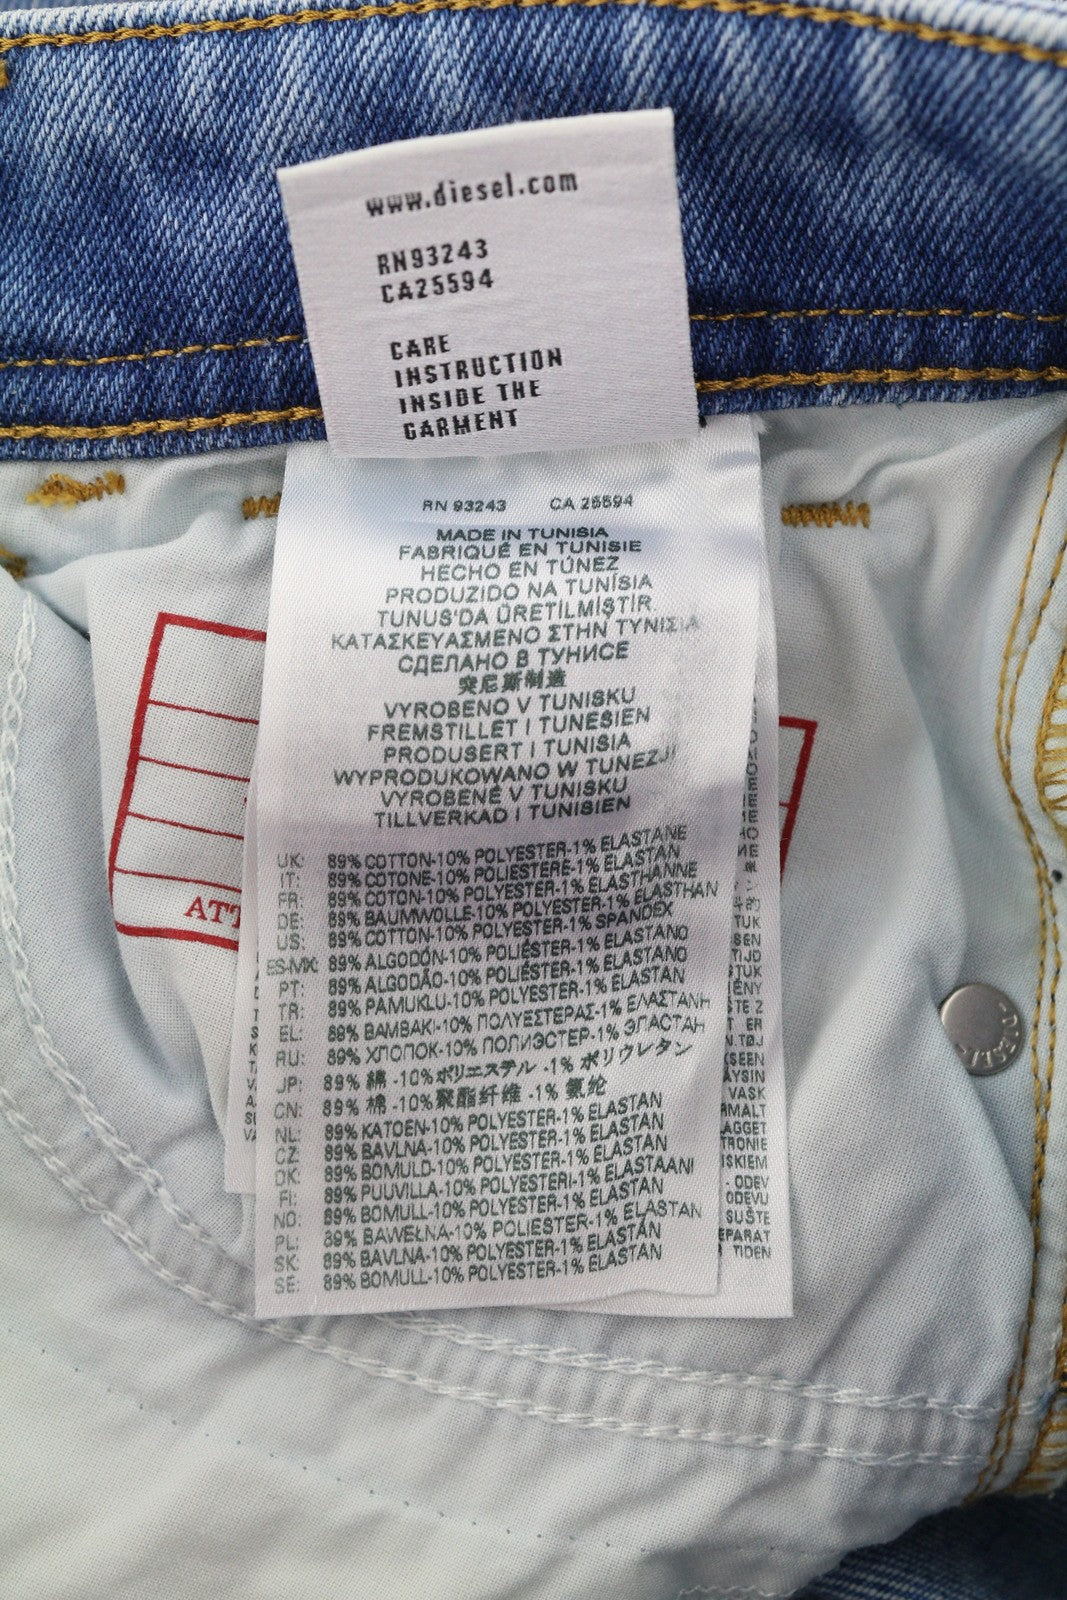 www.diesel.com
RN93243
CA25594
CARE
INSTRUCTION
INSIDE THE
GARMENT
RN 93243 CA 25594
MADE IN TUNISIA
FABRIQUÉ EN TUNISIE
HECHO EN TÚNEZ
PRODUZIDO NA TUNÍSIA
TUNUS'DA ÜRETİLMİŞTİR
ΚΑΤΑΣΚΕΥΑΣΜΕΝΟ ΣΤΗΝ ΤΥΝΙΣΙΑ
СДЕЛАНО В ТУНИСЕ
突尼斯制造
VYROBENO V TUNISKU
FREMSTILLET I TUNESIEN
PRODUSERT I TUNISIA
WYPRODUKOWANO W TUNEZJI
VYROBENÉ V TUNISKU
TILLVERKAD I TUNISIEN
UK: 89% COTTON-10% POLYESTER-1% ELASTANE
IT: 89% COTONE-10% POLIESTERE-1% ELASTAN
FR: 89% COTON-10% POLYESTER-1% ELASTHANNE
DE: 89% BAUMWOLLE-10% POLYESTER-1% ELASTHAN
US: 89% COTTON-10% POLYESTER-1% SPANDEX
ES-MX: 89% ALGODÓN-10% POLIÉSTER-1% ELASTANO
PT: 89% ALGODÃO-10% POLIÉSTER-1% ELASTANO
TR: 89% PAMUKLU-10% POLYESTER-1% ELASTAN
EL: 89% ΒΑΜΒΑΚΙ-10% ΠΟΛΥΕΣΤΕΡΑΣ-1% ΕΛΑΣΤΑΝΗ
RU: 89% ХЛОПОК-10% ПОЛИЭСТЕР-1% ЭЛАСТАН
JP: 89% 綿 -10%ポリエステル -1% ポリウレタン
CN: 89% 棉 -10%聚酯纤维 -1% 氨纶
NL: 89% KATOEN-10% POLYESTER-1% ELASTAN
CZ: 89% BAVLNA-10% POLYESTER-1% ELASTAN
DK: 89% BOMULD-10% POLYESTER-1% ELASTAN
FI: 89% PUUVILLA-10% POLYESTERI-1% ELASTAANI
NO: 89% BOMULL-10% POLYESTER-1% ELASTAN
PL: 89% BAWEŁNA-10% POLIESTER-1% ELASTAN
SK: 89% BAVLNA-10% POLYESTER-1% ELASTAN
SE: 89% BOMULL-10% POLYESTER-1% ELASTAN
ATT